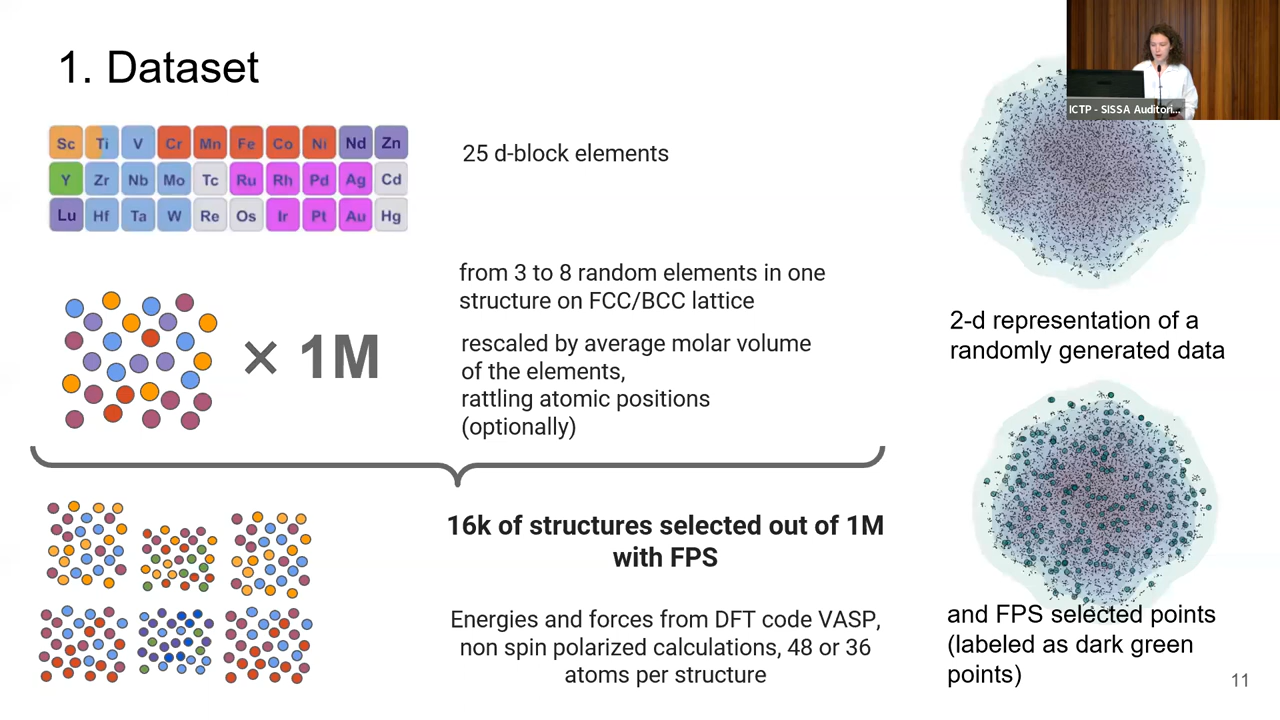 1. Dataset
ICTP - SISSA Auditori...
Sc Ti V Cr Mn Fe Co Ni Nd Zn
Y Zr Nb Mo Tc Ru Rh Pd Ag Cd
Lu Hf Ta W Re Os Ir Pt Au Hg
25 d-block elements
× 1M
from 3 to 8 random elements in one
structure on FCC/BCC lattice
rescaled by average molar volume
of the elements,
rattling atomic positions
(optionally)
2-d representation of a
randomly generated data
16k of structures selected out of 1M
with FPS
Energies and forces from DFT code VASP,
non spin polarized calculations, 48 or 36
atoms per structure
and FPS selected points
(labeled as dark green
points)
11